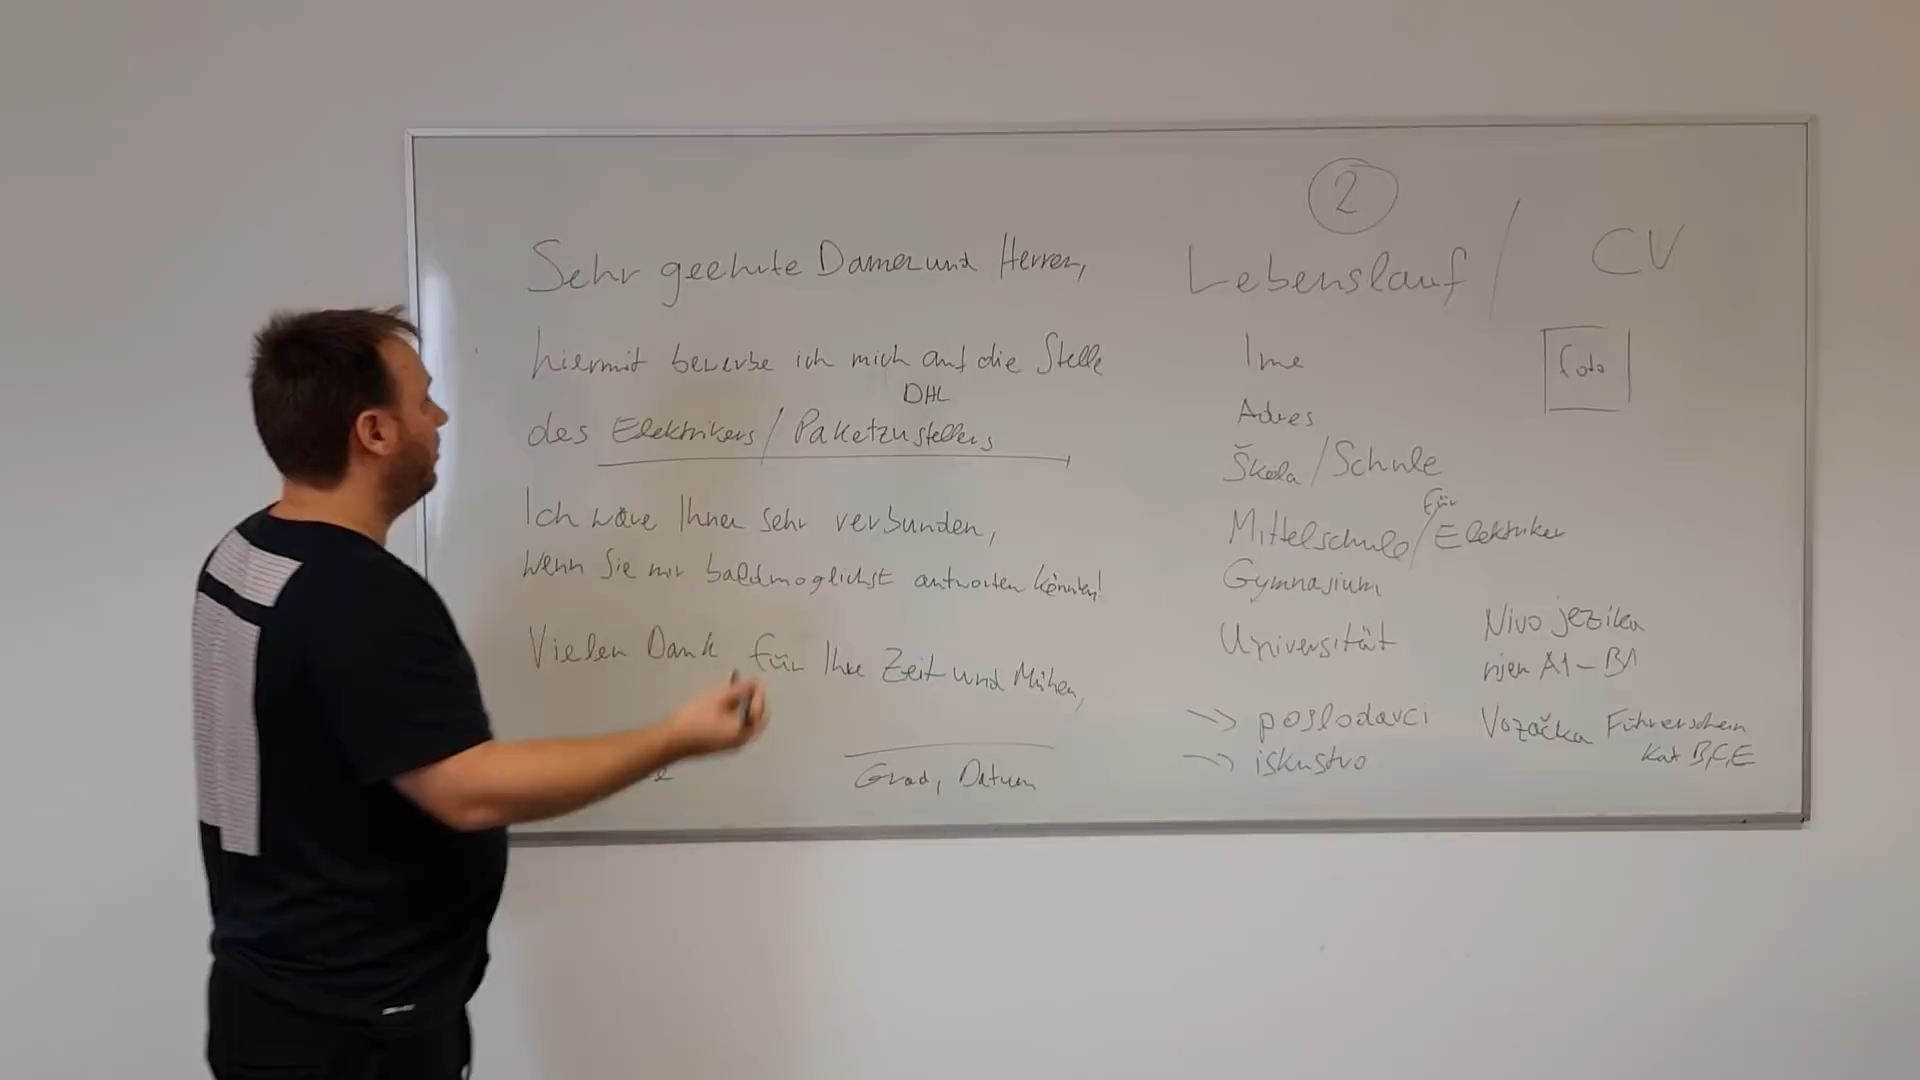 Sehr geehrte Damen und Herren,
hiermit bewerbe ich mich auf die Stelle
DHL
des Elektrikers / Paketzustellers
Ich wäre Ihnen sehr verbunden,
wenn Sie mir baldmoglichst antworten könnten!
Vielen Dank für Ihre Zeit und Mühen,
Grad, Datum
2
Lebenslauf / CV
Ime
foto
Adres
Škola / Schule
für
Mittelschule / Elektriker
Gymnasium
Universität
Nivo jezika
njem A1-B1
→ poslodavci
→ iskustvo
Vozačka Führerschein
Kat B,C,E